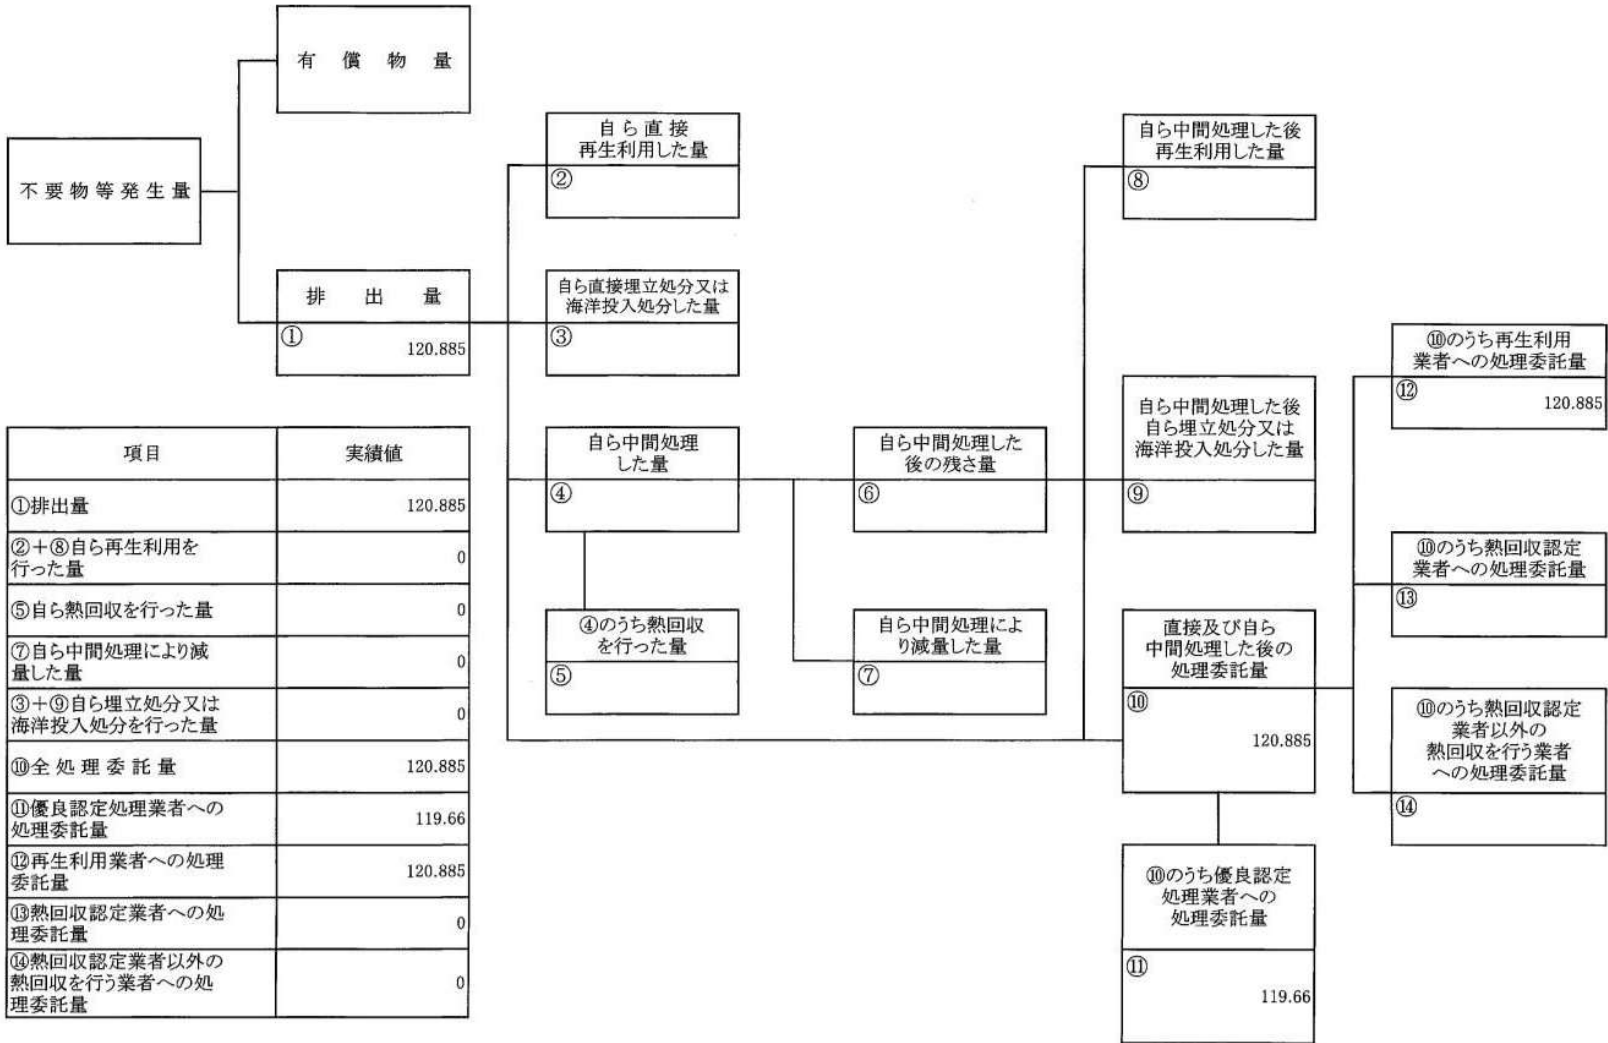 有償物量
不要物等発生量
排出量
①
120.885
自ら直接
再生利用した量
②
自ら直接埋立処分又は
海洋投入処分した量
③
自ら中間処理
した量
④
④のうち熱回収
を行った量
⑤
自ら中間処理した
後の残さ量
⑥
自ら中間処理によ
り減量した量
⑦
自ら中間処理した後
再生利用した量
⑧
自ら中間処理した後
自ら埋立処分又は
海洋投入処分した量
⑨
直接及び自ら
中間処理した後の
処理委託量
⑩
120.885
⑩のうち優良認定
処理業者への
処理委託量
⑪
119.66
⑩のうち再生利用
業者への処理委託量
⑫
120.885
⑩のうち熱回収認定
業者への処理委託量
⑬
⑩のうち熱回収認定
業者以外の
熱回収を行う業者
への処理委託量
⑭
項目 実績値
①排出量 120.885
②+⑧自ら再生利用を
行った量 0
⑤自ら熱回収を行った量 0
⑦自ら中間処理により減
量した量 0
③+⑨自ら埋立処分又は
海洋投入処分を行った量 0
⑩全処理委託量 120.885
⑪優良認定処理業者への
処理委託量 119.66
⑫再生利用業者への処理
委託量 120.885
⑬熱回収認定業者への処
理委託量 0
⑭熱回収認定業者以外の
熱回収を行う業者への処
理委託量 0